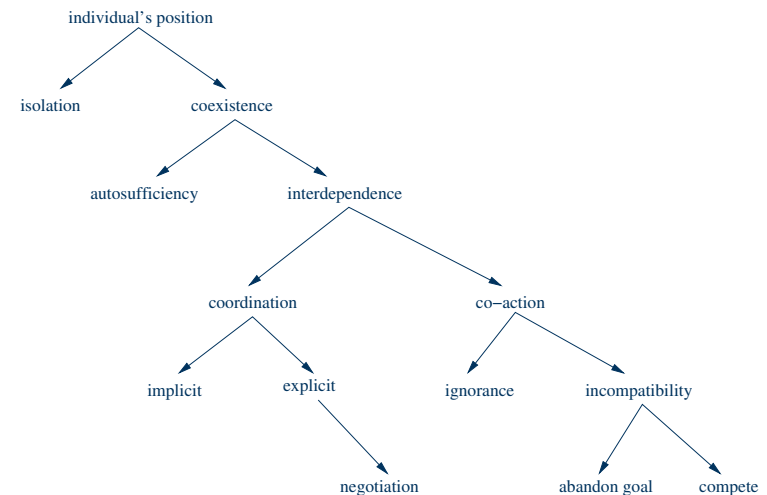 individual's position
isolation
coexistence
autosufficiency
interdependence
coordination
co−action
implicit
explicit
ignorance
incompatibility
negotiation
abandon goal
compete